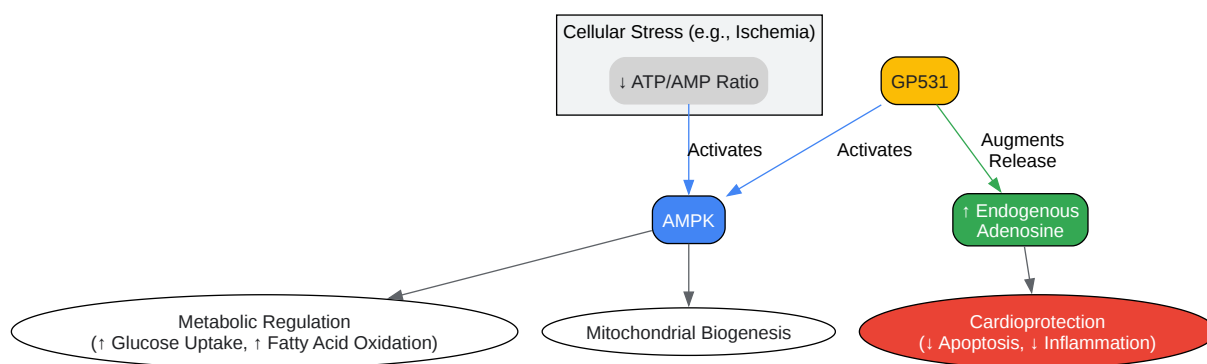 Cellular Stress (e.g., Ischemia)
↓ ATP/AMP Ratio
GP531
Activates
Activates
Augments
Release
AMPK
↑ Endogenous
Adenosine
Metabolic Regulation
(↑ Glucose Uptake, ↑ Fatty Acid Oxidation)
Mitochondrial Biogenesis
Cardioprotection
(↓ Apoptosis, ↓ Inflammation)